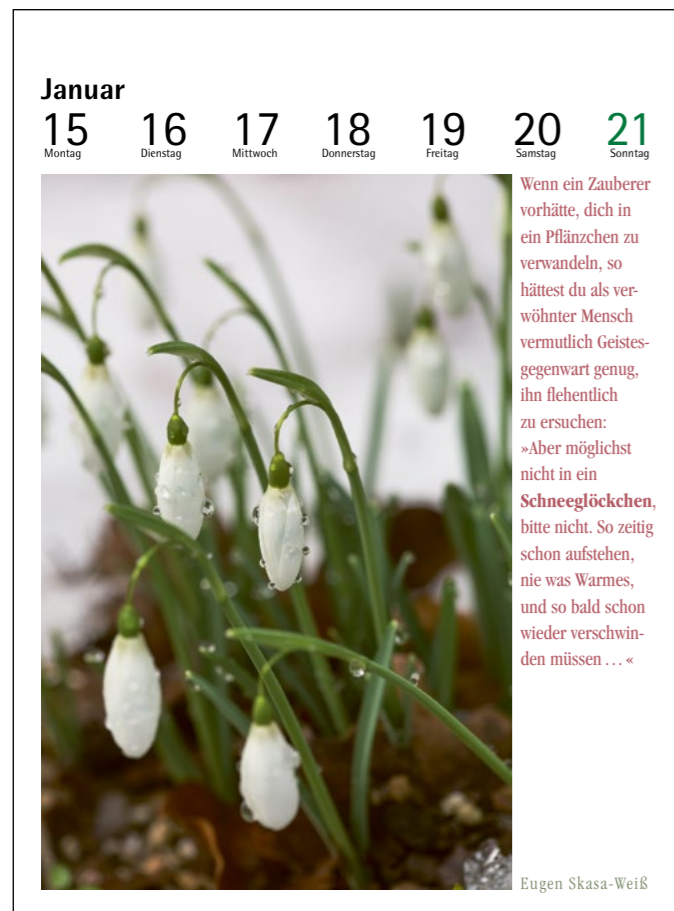 Januar
15 16 17 18 19 20 21
Montag Dienstag Mittwoch Donnerstag Freitag Samstag Sonntag
Wenn ein Zauberer
vorhätte, dich in
ein Pflänzchen zu
verwandeln, so
hättest du als ver-
wöhnter Mensch
vermutlich Geistes-
gegenwart genug,
ihn flehentlich
zu ersuchen:
»Aber möglichst
nicht in ein
Schneeglöckchen,
bitte nicht. So zeitig
schon aufstehen,
nie was Warmes,
und so bald schon
wieder verschwin-
den müssen ... «
Eugen Skasa-Weiß